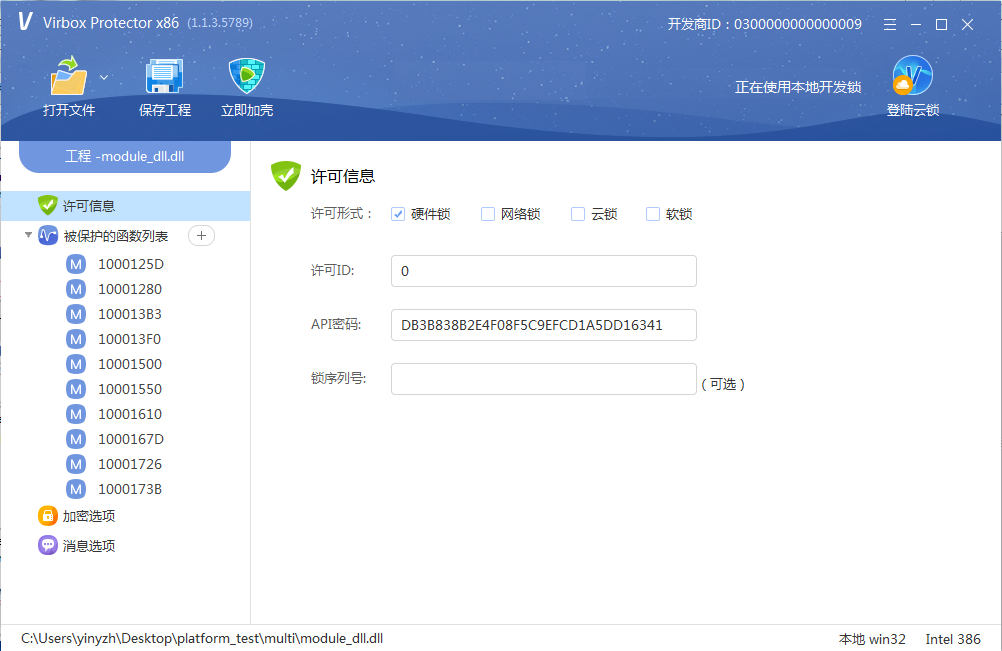 V Virbox Protector x86 (1.1.3.5789)
开发商ID：0300000000000009
打开文件
保存工程
立即加壳
正在使用本地开发锁
登陆云锁
工程 -module_dll.dll
许可信息
被保护的函数列表
M 1000125D
M 10001280
M 100013B3
M 100013F0
M 10001500
M 10001550
M 10001610
M 1000167D
M 10001726
M 1000173B
加密选项
消息选项
许可信息
许可形式： 硬件锁 网络锁 云锁 软锁
许可ID: 0
API密码: DB3B838B2E4F08F5C9EFCD1A5DD16341
锁序列号: （可选）
C:\Users\yinyzh\Desktop\platform_test\multi\module_dll.dll
本地 win32 Intel 386